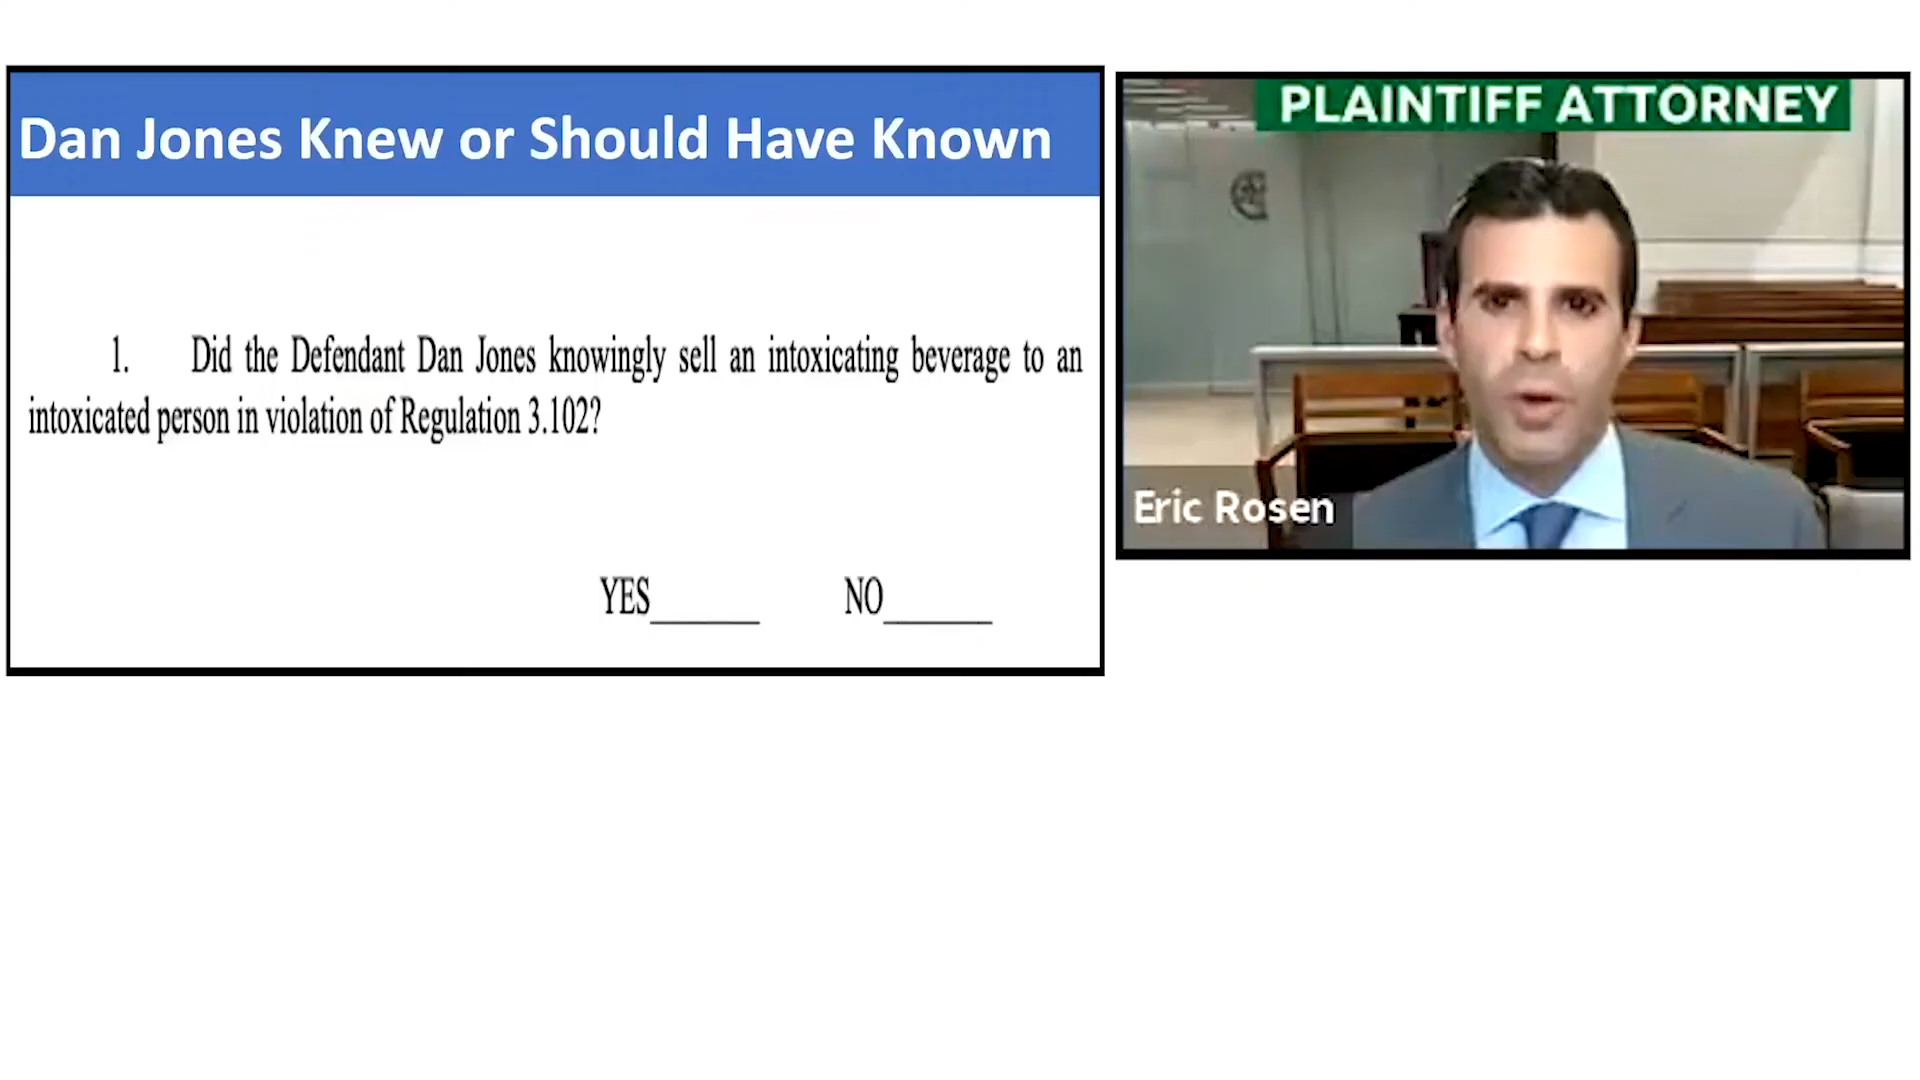 Dan Jones Knew or Should Have Known
1. Did the Defendant Dan Jones knowingly sell an intoxicating beverage to an
intoxicated person in violation of Regulation 3.102?
YES______ NO______
PLAINTIFF ATTORNEY
Eric Rosen